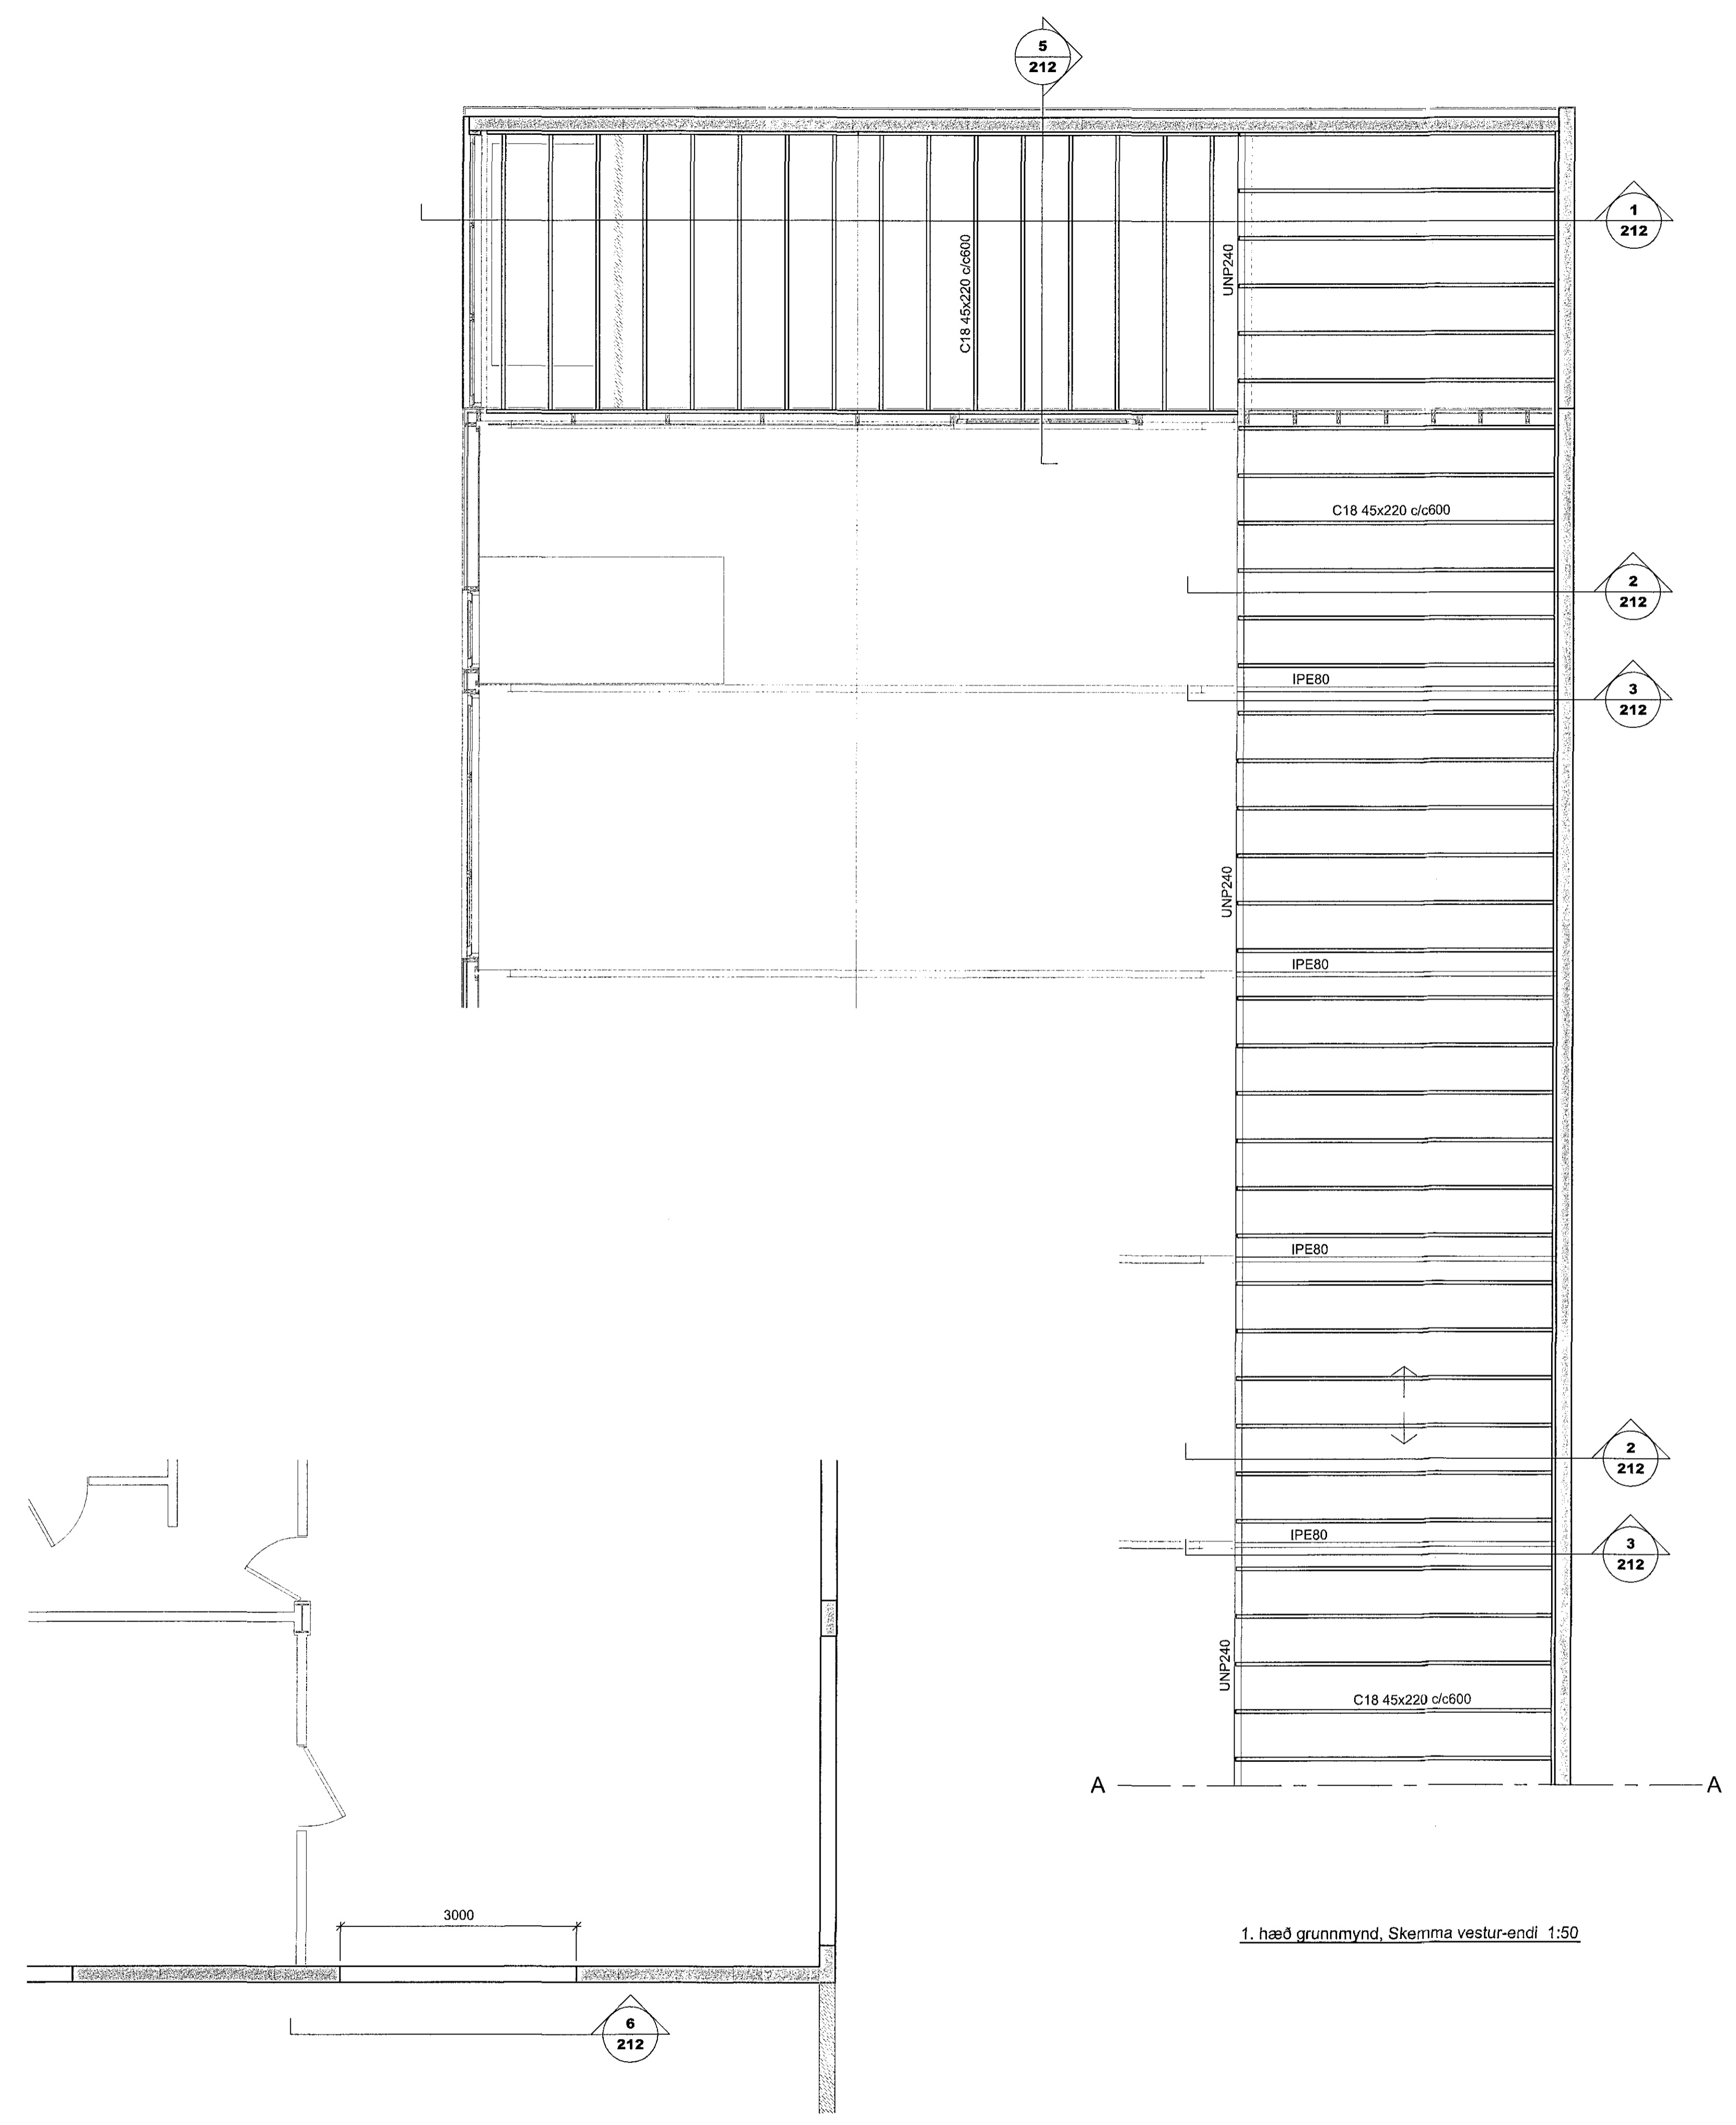 5
212
1
212
C18 45x220 c/c600
UNP240
C18 45x220 c/c600
2
212
IPE80
3
212
UNP240
IPE80
IPE80
2
212
IPE80
3
212
UNP240
C18 45x220 c/c600
A
A
3000
1. hæð grunnmynd, Skemma vestur-endi 1:50
6
212